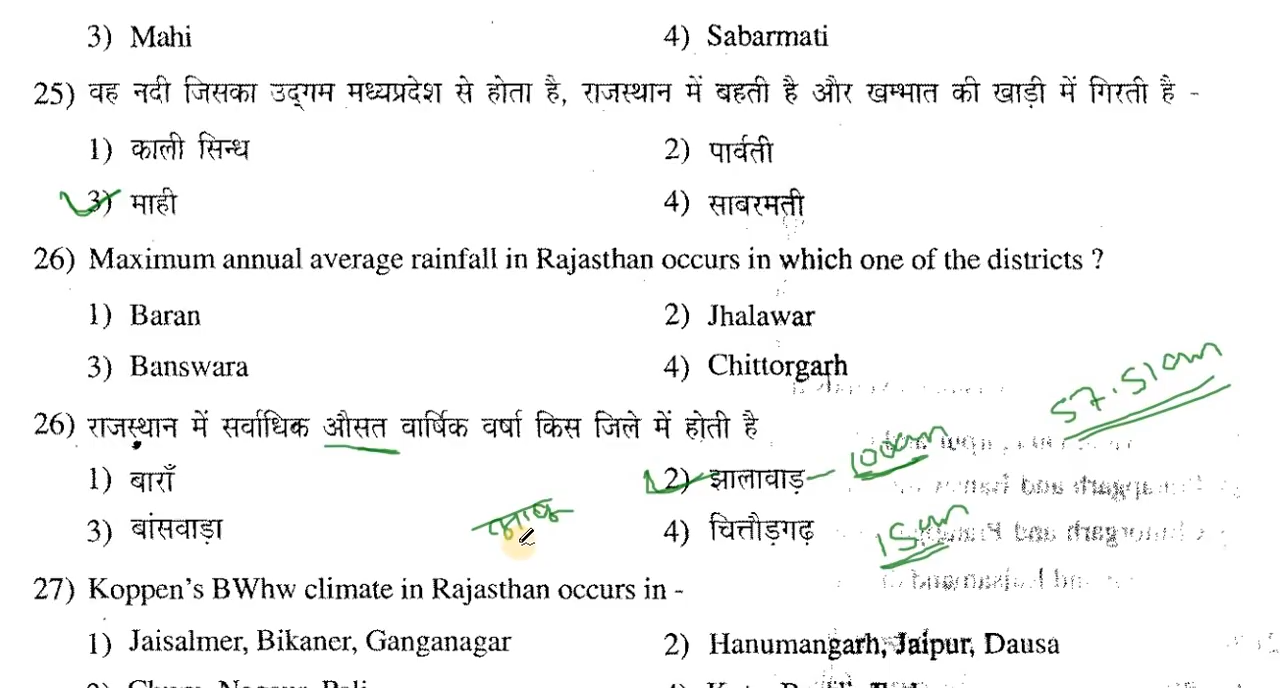 3) Mahi 4) Sabarmati
25) वह नदी जिसका उद्‌गम मध्यप्रदेश से होता है, राजस्थान में बहती है और खम्भात की खाड़ी में गिरती है -
1) काली सिन्ध 2) पार्वती
3) माही 4) साबरमती
26) Maximum annual average rainfall in Rajasthan occurs in which one of the districts ?
1) Baran 2) Jhalawar
3) Banswara 4) Chittorgarh
57.51cm
26) राजस्थान में सर्वाधिक औसत वार्षिक वर्षा किस जिले में होती है
1) बाराँ 2) झालावाड़ 100cm
3) बांसवाड़ा 4) चित्तौड़गढ़ 15cm
27) Koppen's BWhw climate in Rajasthan occurs in -
1) Jaisalmer, Bikaner, Ganganagar 2) Hanumangarh, Jaipur, Dausa